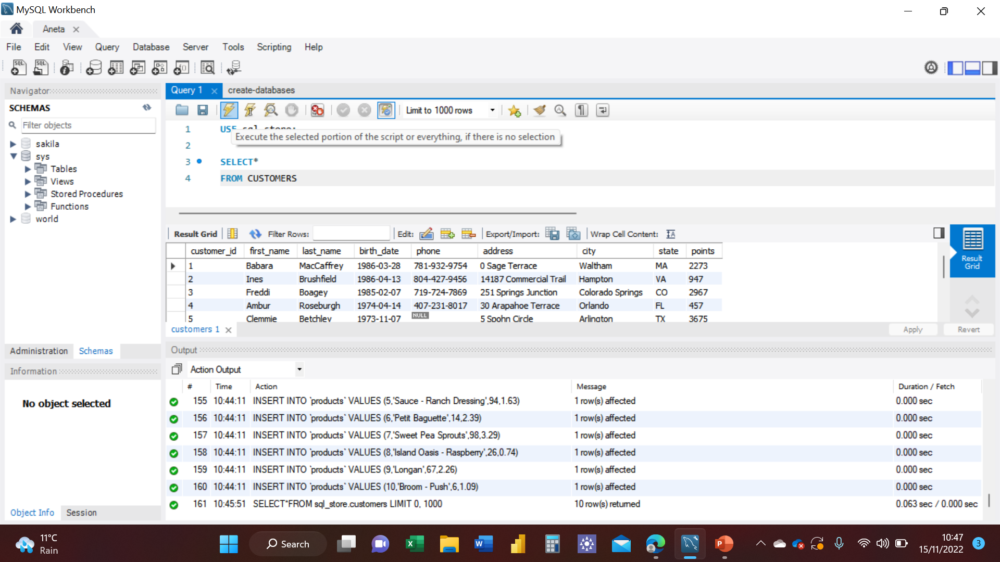 MySQL Workbench
Aneta
File Edit View Query Database Server Tools Scripting Help
Navigator
SCHEMAS
Filter objects
sakila
sys
Tables
Views
Stored Procedures
Functions
world
Administration Schemas
Information
No object selected
Object Info Session
Query 1 create-databases
Limit to 1000 rows
1 USE sql_store;
Execute the selected portion of the script or everything, if there is no selection
2
3 SELECT*
4 FROM CUSTOMERS
Result Grid Filter Rows: Edit: Export/Import: Wrap Cell Content:
Result Grid
customer_id first_name last_name birth_date phone address city state points
1 Babara MacCaffrey 1986-03-28 781-932-9754 0 Sage Terrace Waltham MA 2273
2 Ines Brushfield 1986-04-13 804-427-9456 14187 Commercial Trail Hampton VA 947
3 Freddi Boagey 1985-02-07 719-724-7869 251 Springs Junction Colorado Springs CO 2967
4 Ambur Roseburgh 1974-04-14 407-231-8017 30 Arapahoe Terrace Orlando FL 457
5 Clemmie Betchley 1973-11-07 NULL 5 Spohn Circle Arlington TX 3675
customers 1 Apply Revert
Output
Action Output
# Time Action Message Duration / Fetch
155 10:44:11 INSERT INTO `products` VALUES (5,'Sauce - Ranch Dressing',94,1.63) 1 row(s) affected 0.000 sec
156 10:44:11 INSERT INTO `products` VALUES (6,'Petit Baguette',14,2.39) 1 row(s) affected 0.000 sec
157 10:44:11 INSERT INTO `products` VALUES (7,'Sweet Pea Sprouts',98,3.29) 1 row(s) affected 0.000 sec
158 10:44:11 INSERT INTO `products` VALUES (8,'Island Oasis - Raspberry',26,0.74) 1 row(s) affected 0.000 sec
159 10:44:11 INSERT INTO `products` VALUES (9,'Longan',67,2.26) 1 row(s) affected 0.000 sec
160 10:44:11 INSERT INTO `products` VALUES (10,'Broom - Push',6,1.09) 1 row(s) affected 0.000 sec
161 10:45:51 SELECT*FROM sql_store.customers LIMIT 0, 1000 10 row(s) returned 0.063 sec / 0.000 sec
11°C
Rain
Search
10:47
15/11/2022
3